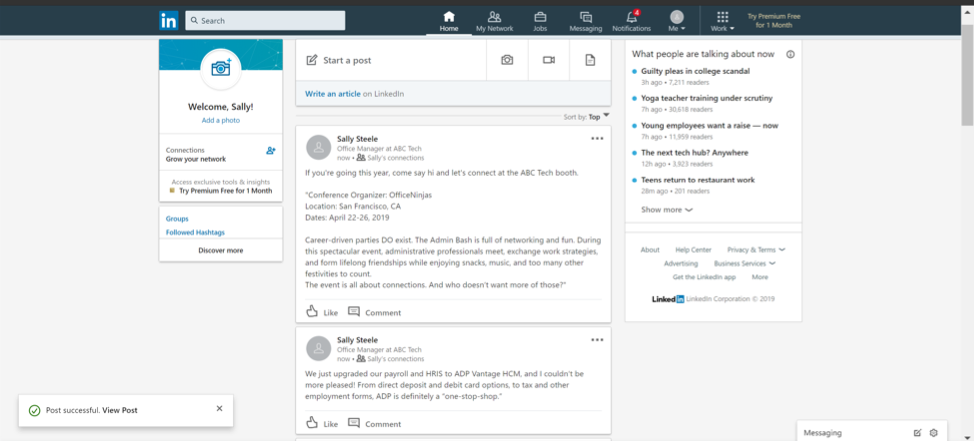 in
Search
Home
My Network
Jobs
Messaging
4
Notifications
Me
Work
Try Premium Free
for 1 Month
Welcome, Sally!
Add a photo
Connections
Grow your network
Access exclusive tools & insights
Try Premium Free for 1 Month
Groups
Followed Hashtags
Discover more
Start a post
Write an article on LinkedIn
Sort by: Top
Sally Steele
Office Manager at ABC Tech
now • Sally's connections
If you're going this year, come say hi and let's connect at the ABC Tech booth.
"Conference Organizer: OfficeNinjas
Location: San Francisco, CA
Dates: April 22-26, 2019
Career-driven parties DO exist. The Admin Bash is full of networking and fun. During
this spectacular event, administrative professionals meet, exchange work strategies,
and form lifelong friendships while enjoying snacks, music, and too many other
festivities to count.
The event is all about connections. And who doesn't want more of those?"
Like
Comment
Sally Steele
Office Manager at ABC Tech
now • Sally's connections
We just upgraded our payroll and HRIS to ADP Vantage HCM, and I couldn't be
more pleased! From direct deposit and debit card options, to tax and other
employment forms, ADP is definitely a "one-stop-shop."
Like
Comment
What people are talking about now
Guilty pleas in college scandal
3h ago • 7,211 readers
Yoga teacher training under scrutiny
7h ago • 30,618 readers
Young employees want a raise — now
7h ago • 11,959 readers
The next tech hub? Anywhere
12h ago • 3,923 readers
Teens return to restaurant work
28m ago • 201 readers
Show more
About
Help Center
Privacy & Terms
Advertising
Business Services
Get the LinkedIn app
More
Linkedin LinkedIn Corporation © 2019
Post successful. View Post
Messaging